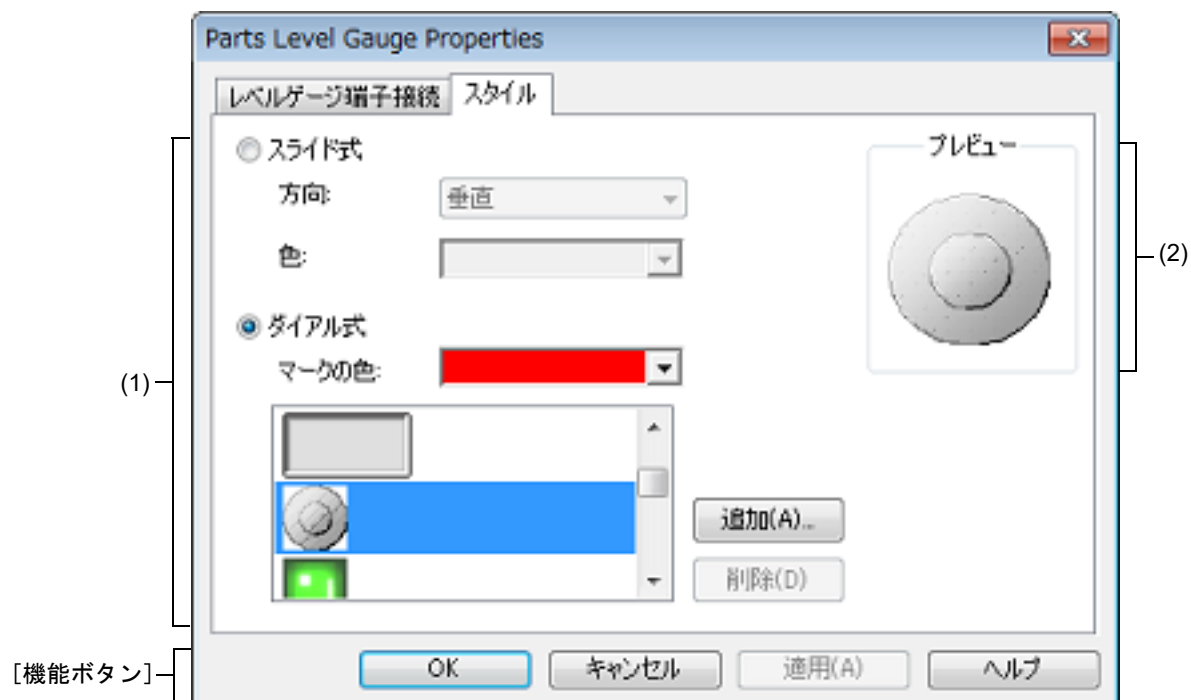 Parts Level Gauge Properties
レベルゲージ端子接続 スタイル
スライド式
方向: 垂直
色:
ダイアル式
マークの色:
プレビュー
(1)
(2)
追加(A)...
削除(D)
[機能ボタン]
OK キャンセル 適用(A) ヘルプ